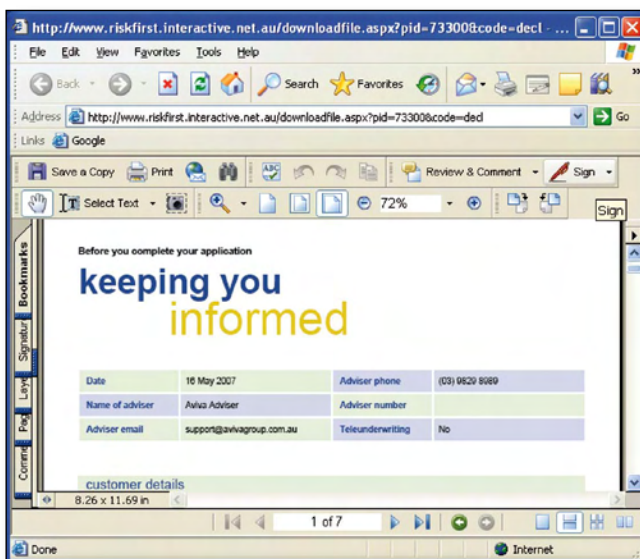 http://www.riskfirst.interactive.net.au/downloadfile.aspx?pid=73300&code=decl - ...
File Edit View Favorites Tools Help
Back Search Favorites
Address http://www.riskfirst.interactive.net.au/downloadfile.aspx?pid=73300&code=decl Go
Links Google
Save a Copy Print Review & Comment Sign
Select Text 72%
Sign
Bookmarks
Signatur
Laye
Pag
Comme
Before you complete your application
keeping you
informed
Date 16 May 2007 Adviser phone (03) 9829 8989
Name of adviser Aviva Adviser Adviser number
Adviser email support@avivagroup.com.au Teleunderwriting No
customer details
8.26 x 11.69 in
1 of 7
Done Internet